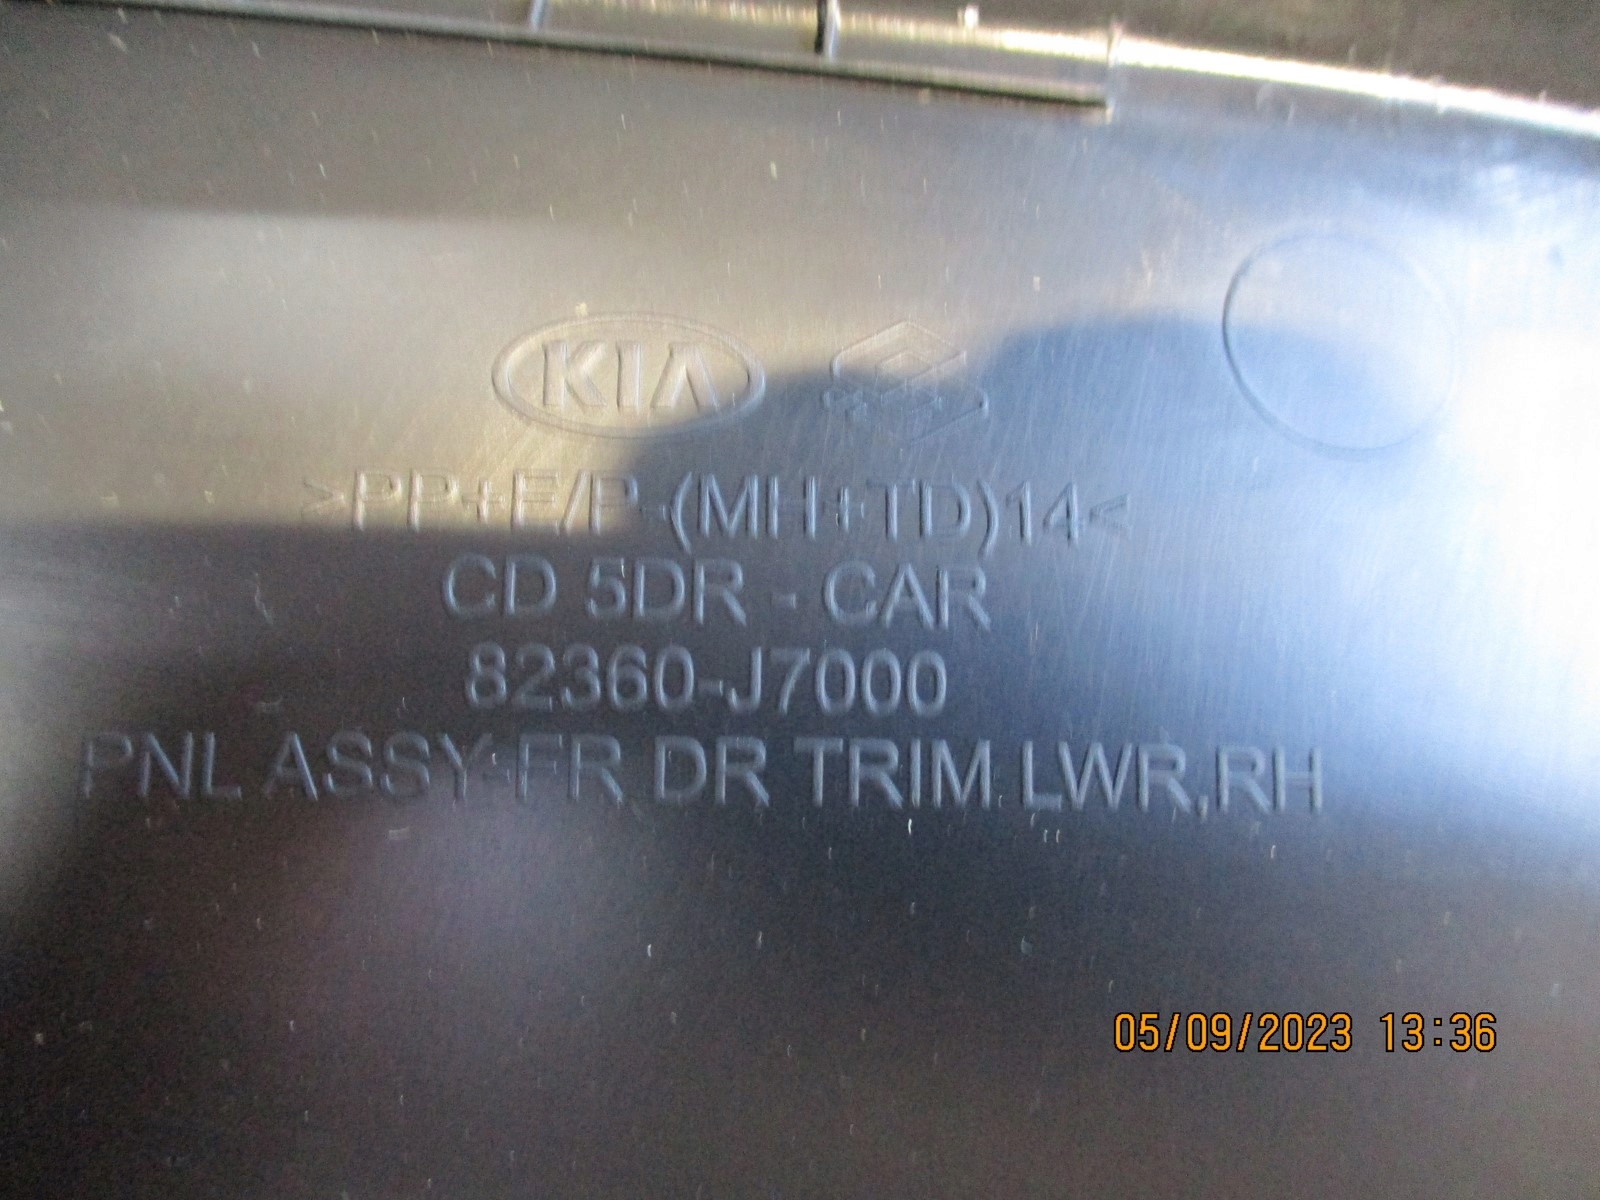 KIA
>PP+E/P-(MH+TD)14<
CD 5DR - CAR
82360-J7000
PNL ASSY-FR DR TRIM LWR,RH
05/09/2023 13:36